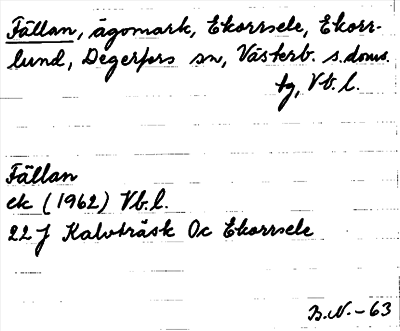 Fällan, ägomark, Ekorrsele, Ekorr-
lund, Degerfors sn, Västerb. s. doms.
tg, Vb. l.
Fällan
ek (1962) Vb. l.
22 J Kalvträsk Oc Ekorrsele
B.N. - 63